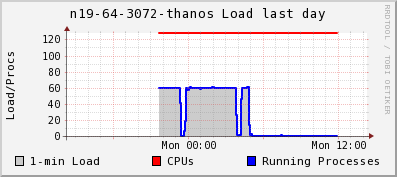 n19-64-3072-thanos Load last day
RRDTOOL / TOBI OETIKER
Load/Procs
120
100
80
60
40
20
0
Mon 00:00 Mon 12:00
1-min Load CPUs Running Processes